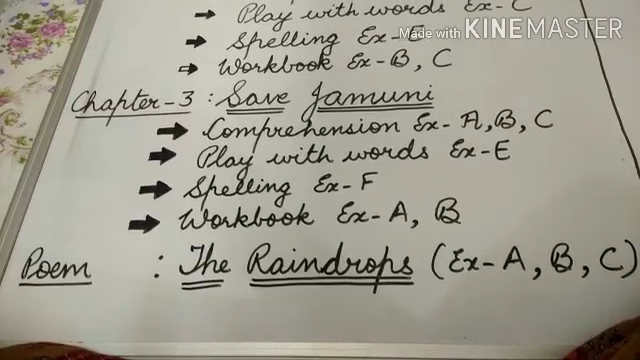 → Play with words Ex-C
Made with KINEMASTER
→ Spelling Ex-E
⇨ Workbook Ex-B, C
Chapter-3 : Save Jamuni
→ Comprehension Ex-A, B, C
→ Play with words Ex-E
→ Spelling Ex-F
→ Workbook Ex-A, B
Poem : The Raindrops (Ex-A, B, C)